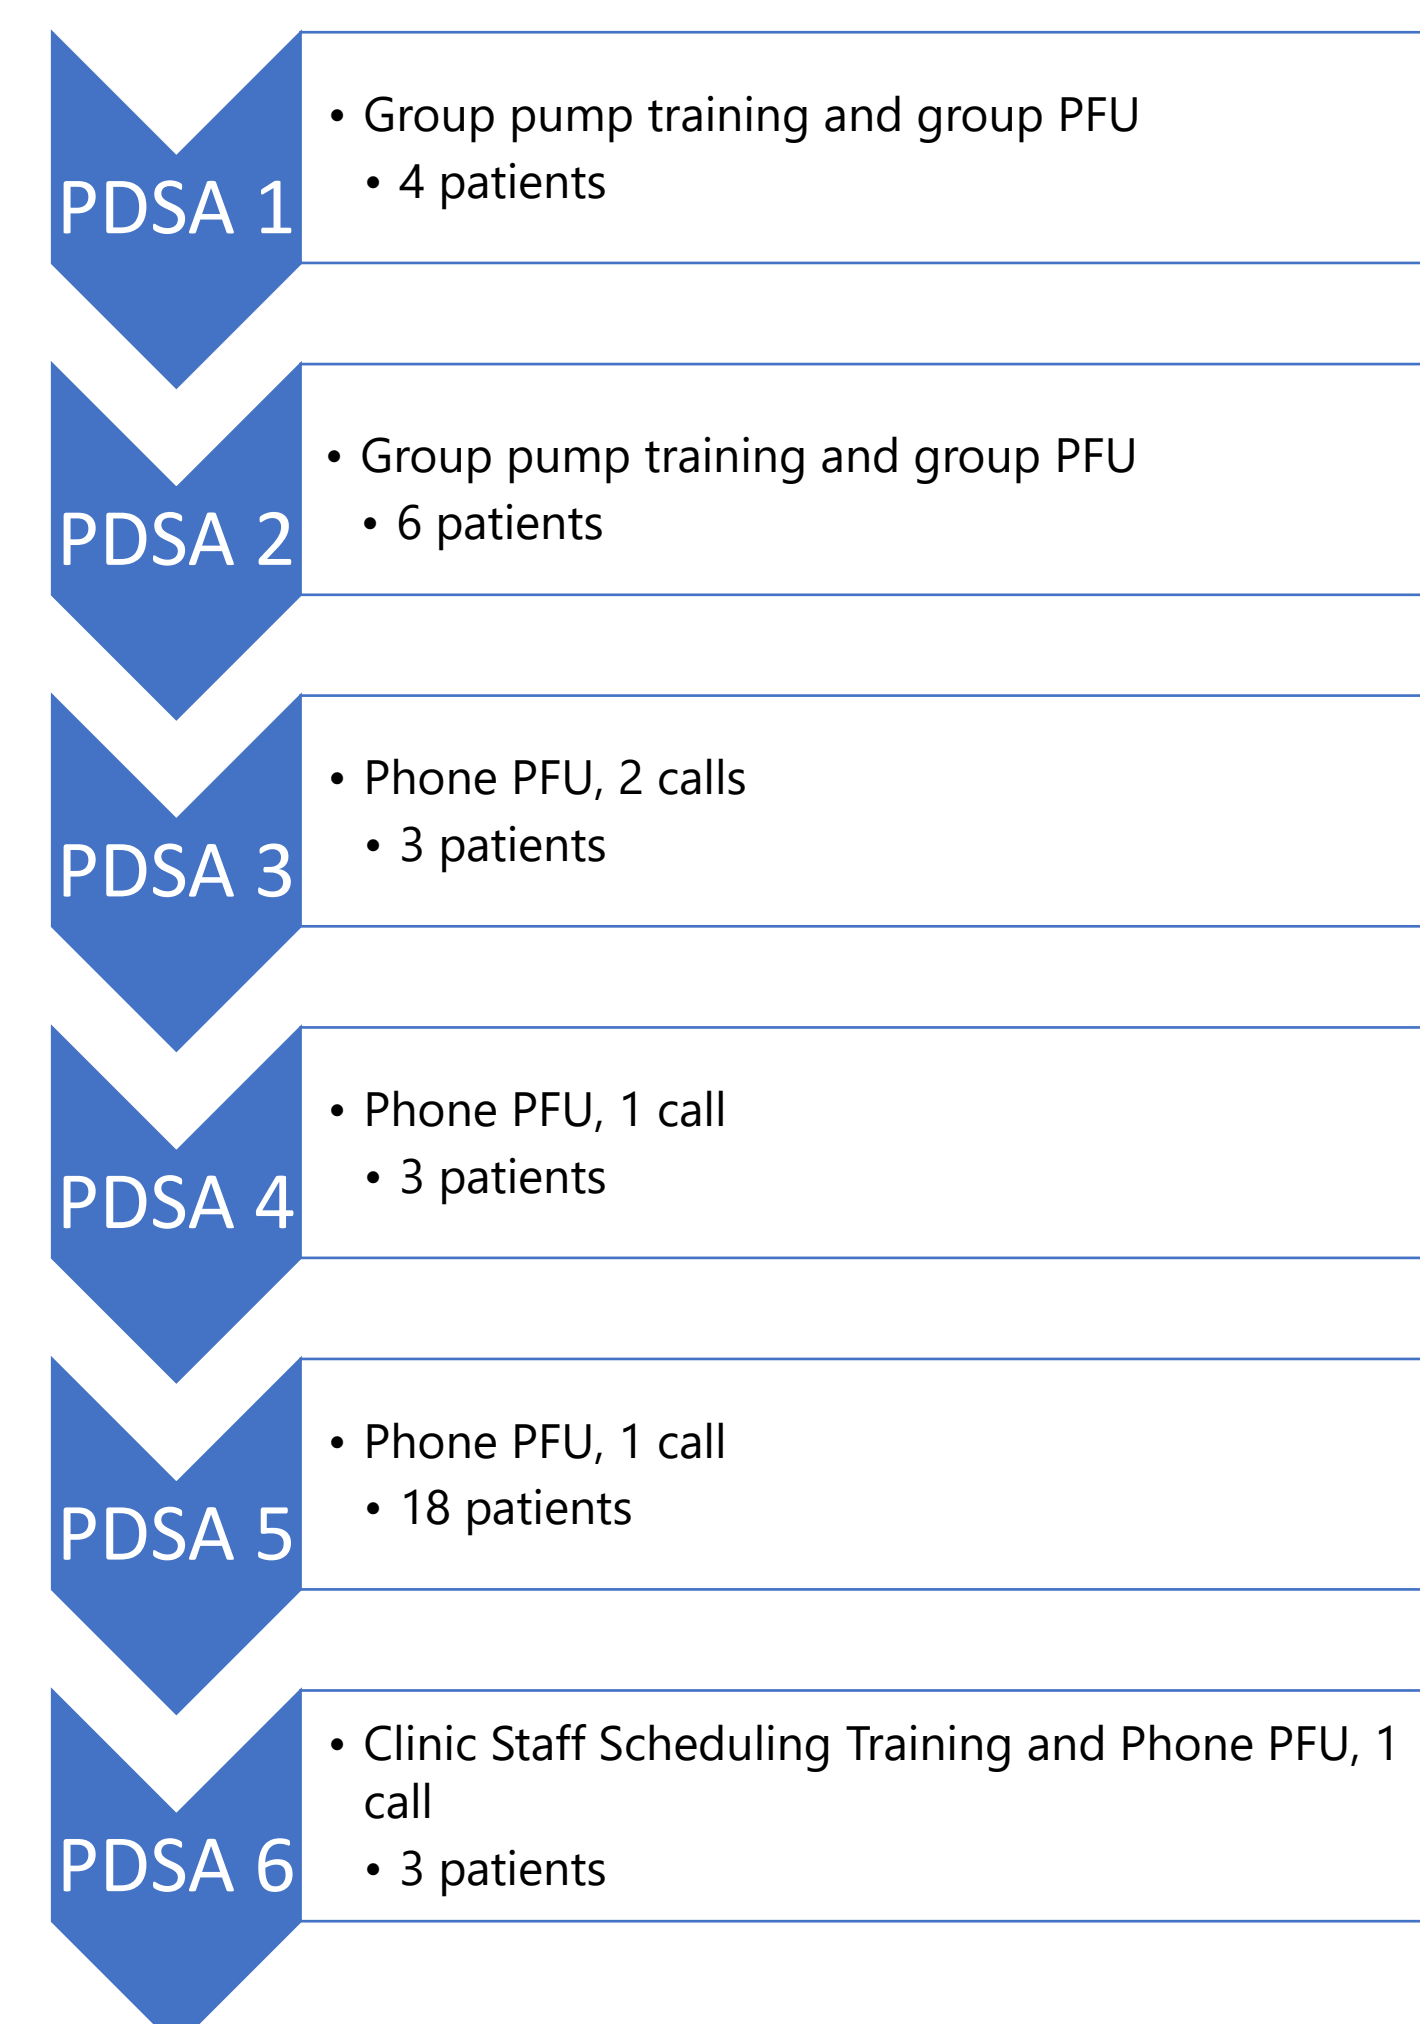 PDSA 1
• Group pump training and group PFU
• 4 patients
PDSA 2
• Group pump training and group PFU
• 6 patients
PDSA 3
• Phone PFU, 2 calls
• 3 patients
PDSA 4
• Phone PFU, 1 call
• 3 patients
PDSA 5
• Phone PFU, 1 call
• 18 patients
PDSA 6
• Clinic Staff Scheduling Training and Phone PFU, 1
call
• 3 patients